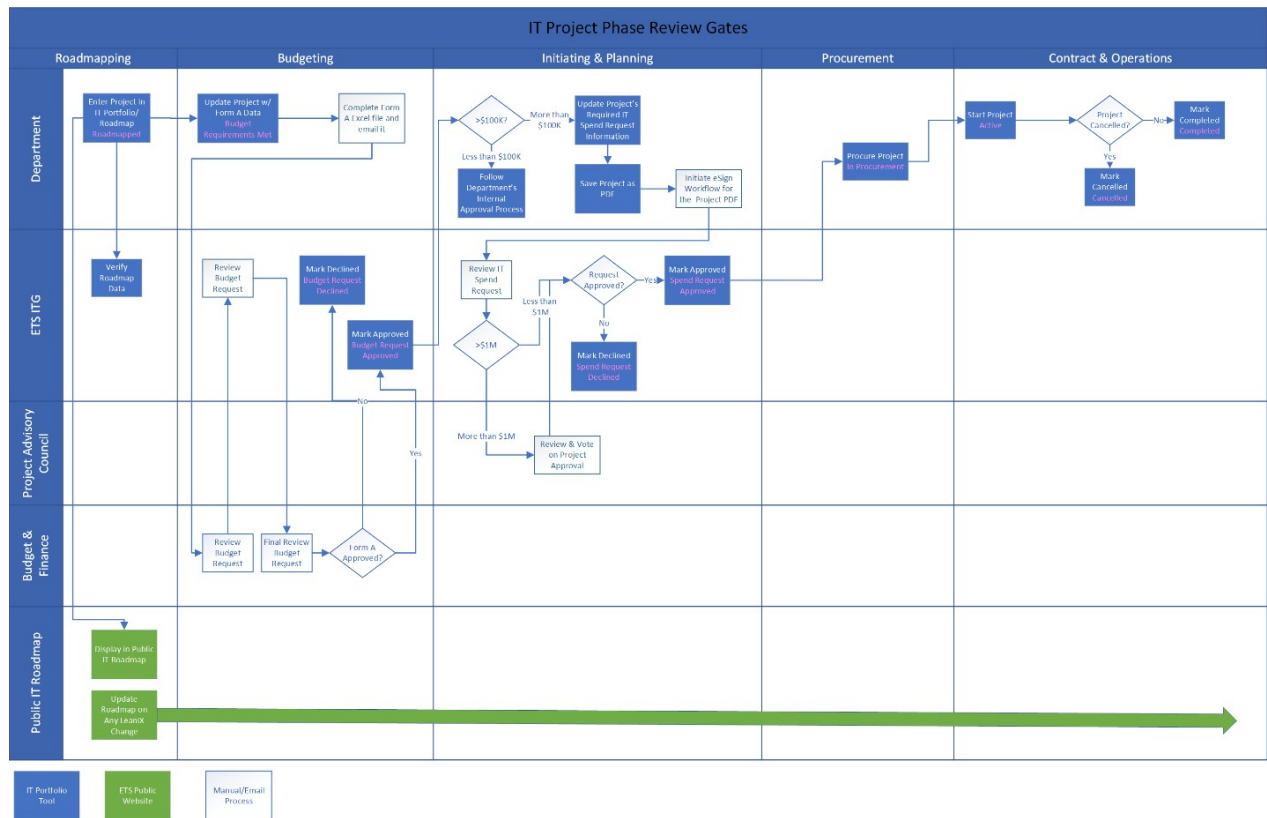 IT Project Phase Review Gates
Roadmapping
Budgeting
Initiating & Planning
Procurement
Contract & Operations
Department
Enter Project in
IT Portfolio/
Roadmap
Roadmapped
Update Project w/
Form A Data
Budget
Requirements Met
Complete Form
A Excel file and
email it
>$100K?
More than
$100K
Update Project's
Required IT
Spend Request
Information
Less than $100K
Follow
Department's
Internal
Approval Process
Save Project as
PDF
Initiate eSign
Workflow for
the Project PDF
Procure Project
In Procurement
Start Project
Active
Project
Cancelled?
No
Mark
Completed
Completed
Yes
Mark
Cancelled
Cancelled
ETS ITG
Verify
Roadmap
Data
Review
Budget
Request
Mark Declined
Budget Request
Declined
Mark Approved
Budget Request
Approved
Review IT
Spend
Request
>$1M
Less than
$1M
Request
Approved?
Yes
Mark Approved
Spend Request
Approved
No
Mark Declined
Spend Request
Declined
Project Advisory
Council
No
Yes
More than $1M
Review & Vote
on Project
Approval
Budget &
Finance
Review
Budget
Request
Final Review
Budget
Request
Form A
Approved?
Public IT Roadmap
Display in Public
IT Roadmap
Update
Roadmap on
Any LeanIX
Change
IT Portfolio
Tool
ETS Public
Website
Manual/Email
Process